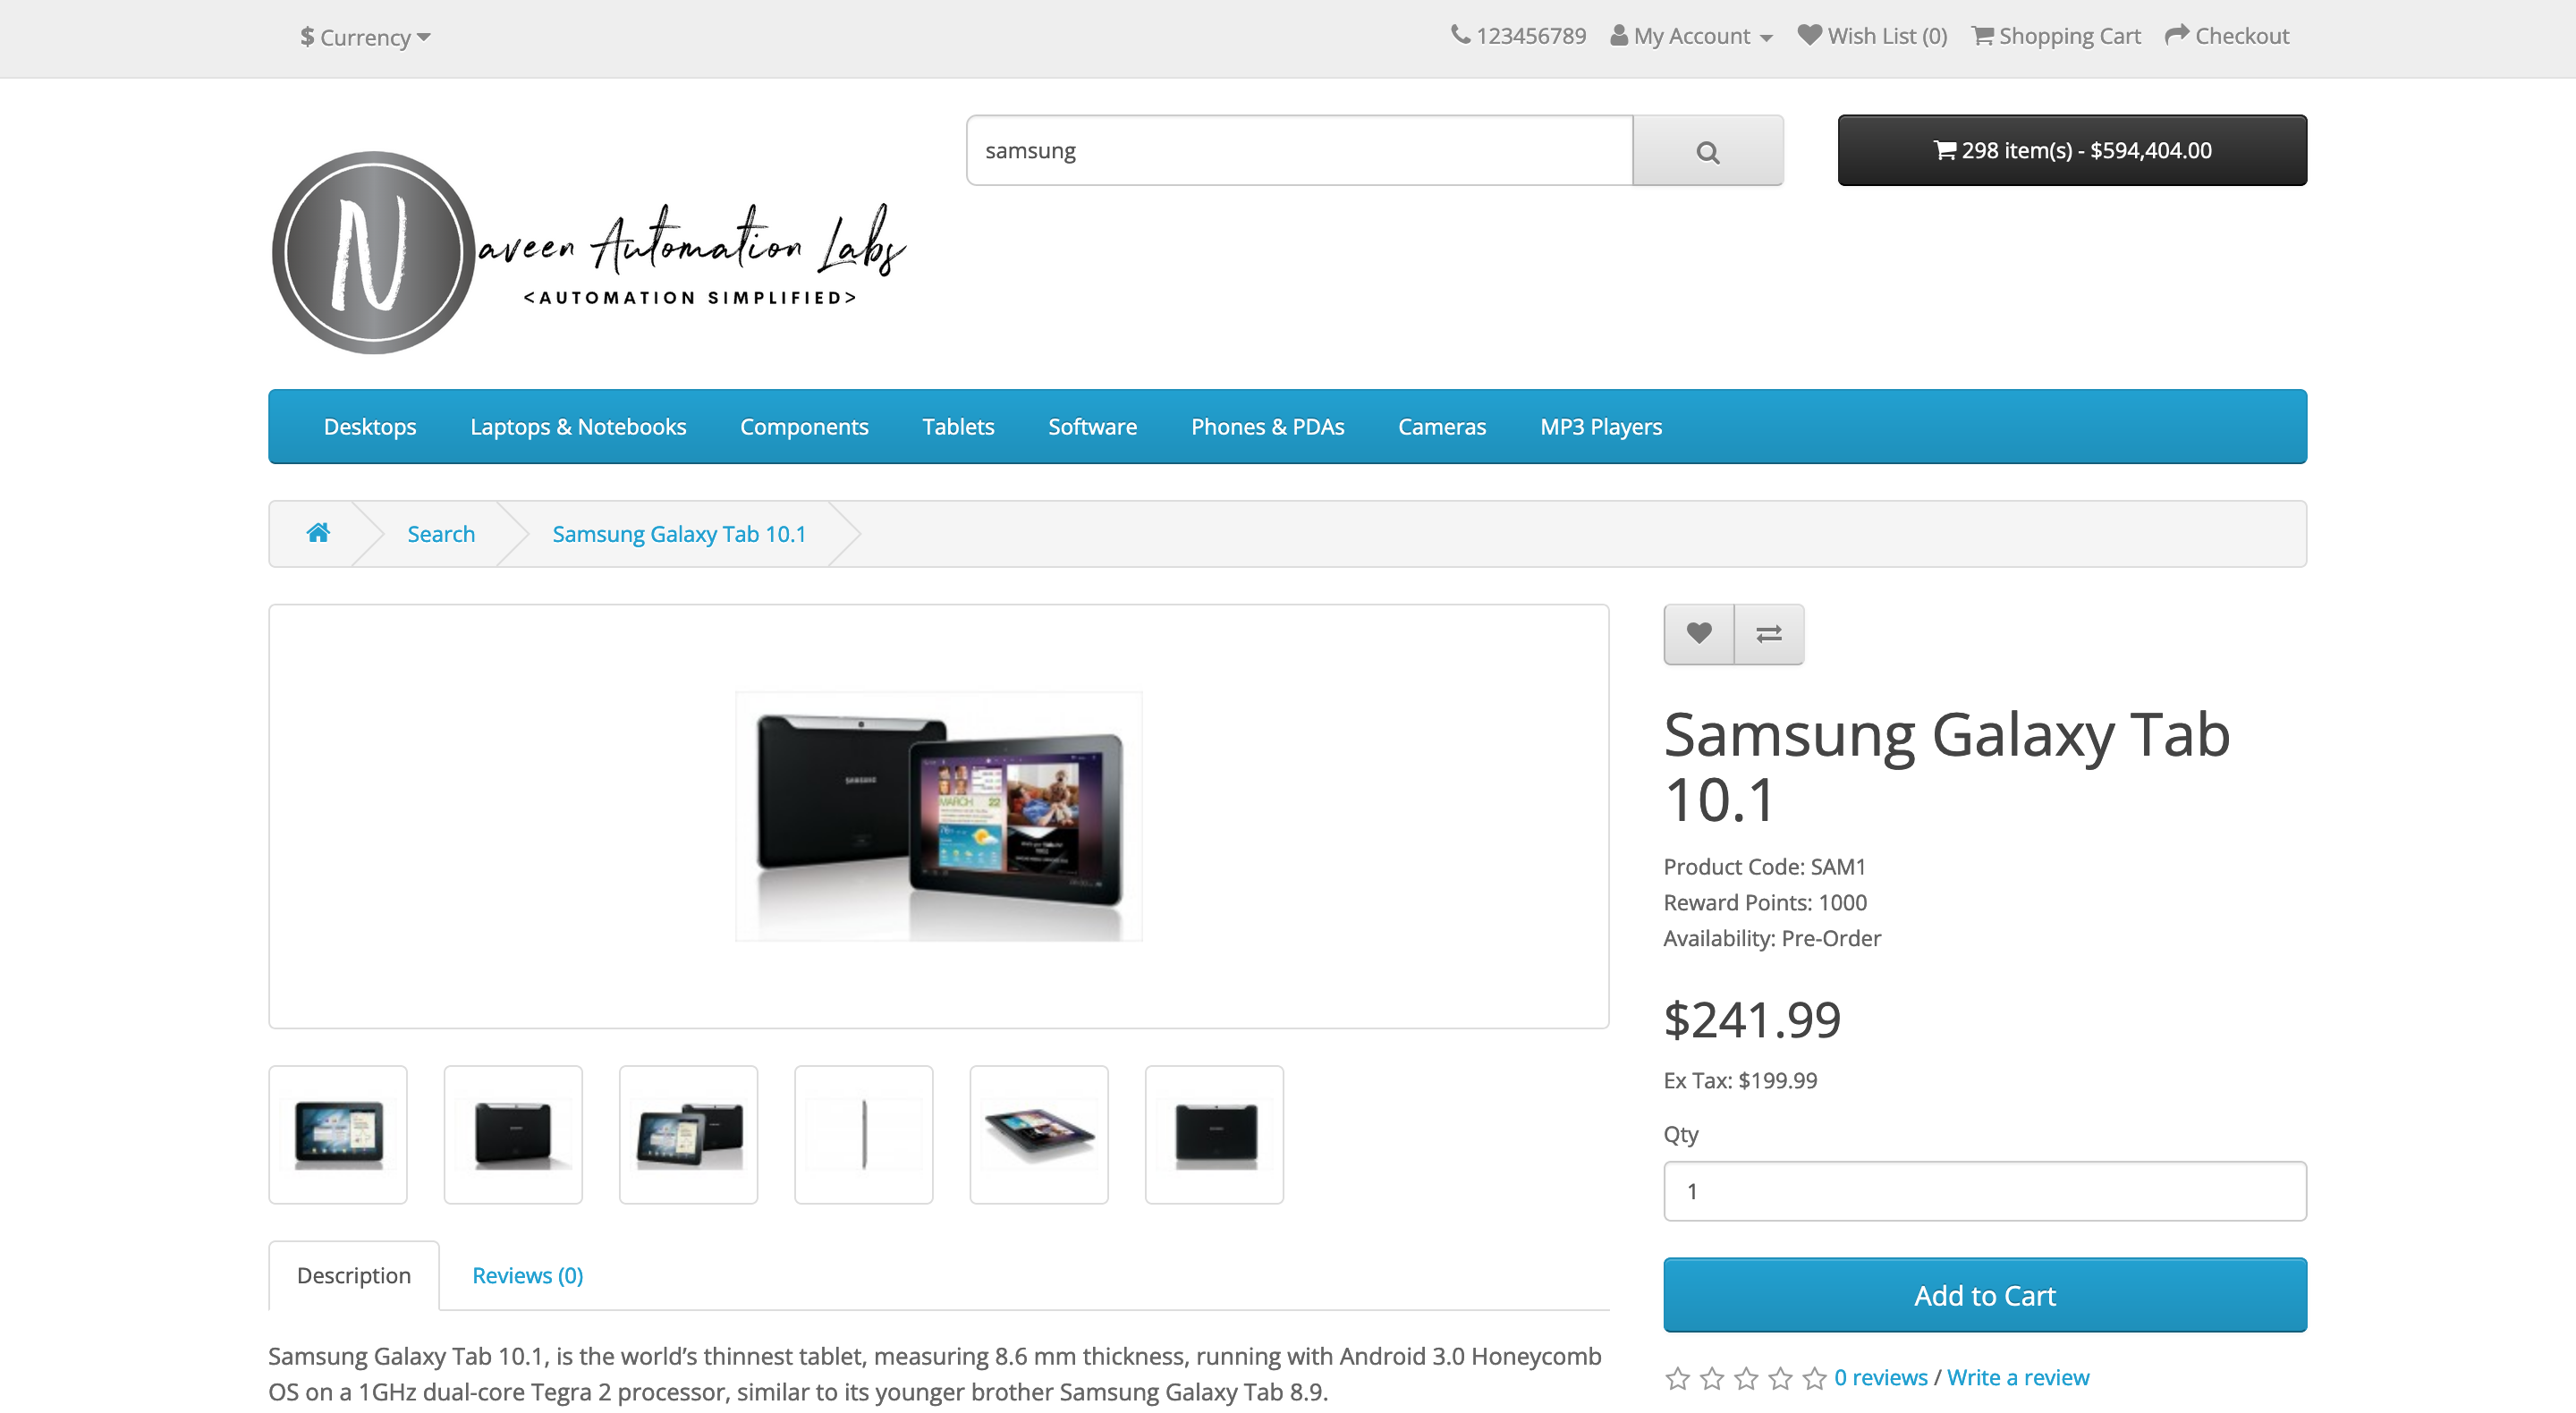 $ Currency
123456789 My Account Wish List (0) Shopping Cart Checkout
samsung
298 item(s) - $594,404.00
Naveen Automation Labs
<AUTOMATION SIMPLIFIED>
Desktops Laptops & Notebooks Components Tablets Software Phones & PDAs Cameras MP3 Players
Search Samsung Galaxy Tab 10.1
SAMSUNG
MARCH 22
Samsung Galaxy Tab
10.1
Product Code: SAM1
Reward Points: 1000
Availability: Pre-Order
$241.99
Ex Tax: $199.99
Qty
1
Add to Cart
0 reviews / Write a review
Description Reviews (0)
Samsung Galaxy Tab 10.1, is the world’s thinnest tablet, measuring 8.6 mm thickness, running with Android 3.0 Honeycomb
OS on a 1GHz dual-core Tegra 2 processor, similar to its younger brother Samsung Galaxy Tab 8.9.